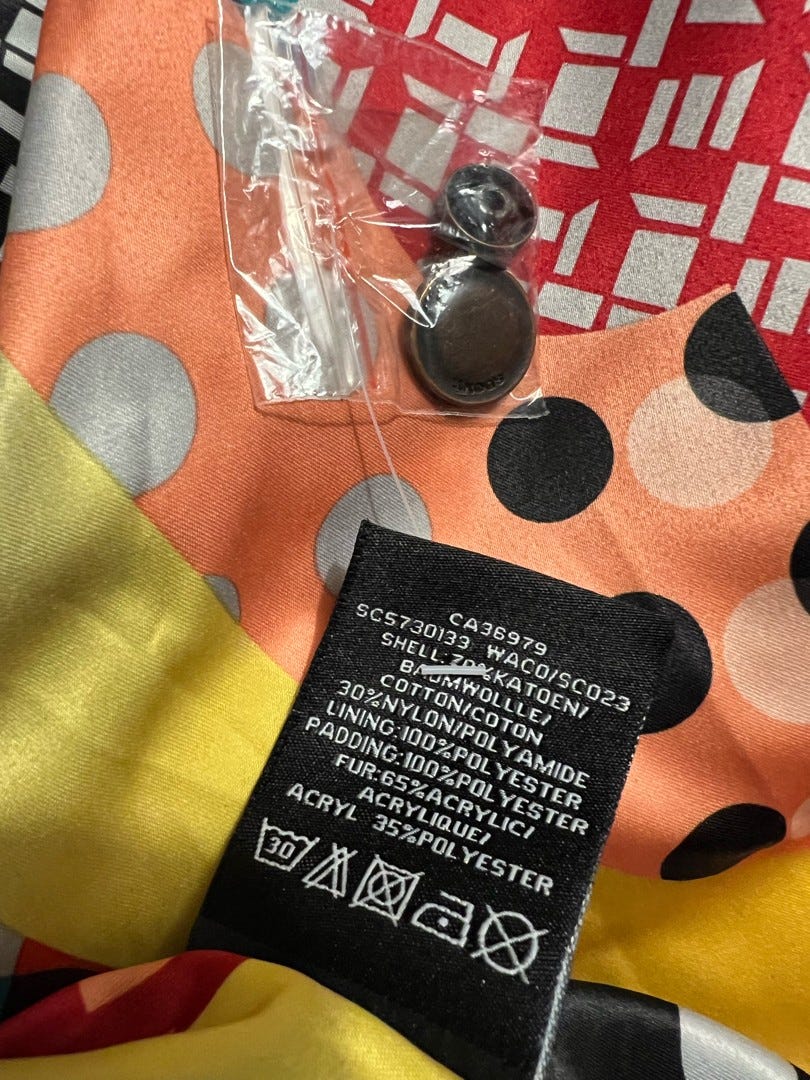 CA36979
SC5730133 WACO/SC023
SHELL:70%KATOEN/
BAUMWOLLLE/
COTTON/COTON
30%NYLON/POLYAMIDE
LINING:100%POLYESTER
PADDING:100%POLYESTER
FUR:65%ACRYLIC/
ACRYLIQUE/
ACRYL 35%POLYESTER
30